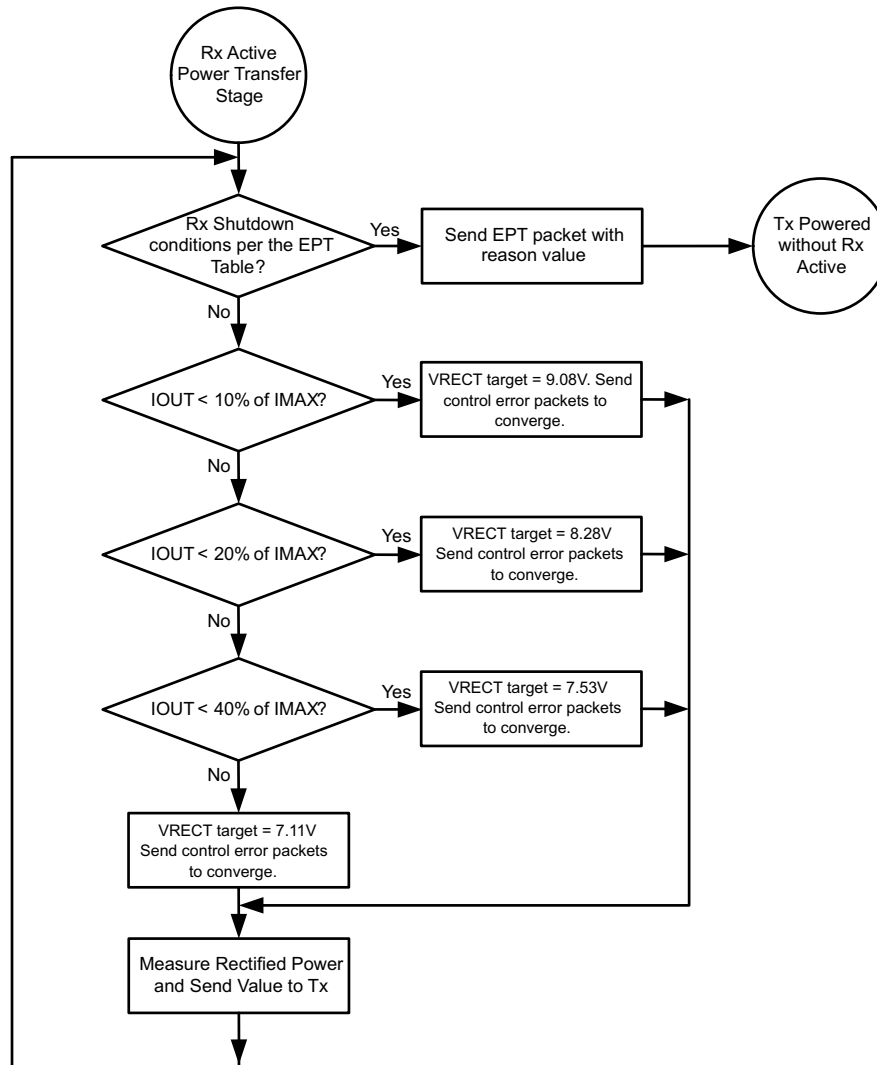 Rx Active
Power Transfer
Stage
Rx Shutdown
conditions per the EPT
Table?
Yes
Send EPT packet with
reason value
Tx Powered
without Rx
Active
No
IOUT < 10% of IMAX?
Yes
VRECT target = 9.08V. Send
control error packets to
converge.
No
IOUT < 20% of IMAX?
Yes
VRECT target = 8.28V
Send control error packets
to converge.
No
IOUT < 40% of IMAX?
Yes
VRECT target = 7.53V
Send control error packets
to converge.
No
VRECT target = 7.11V
Send control error packets
to converge.
Measure Rectified Power
and Send Value to Tx